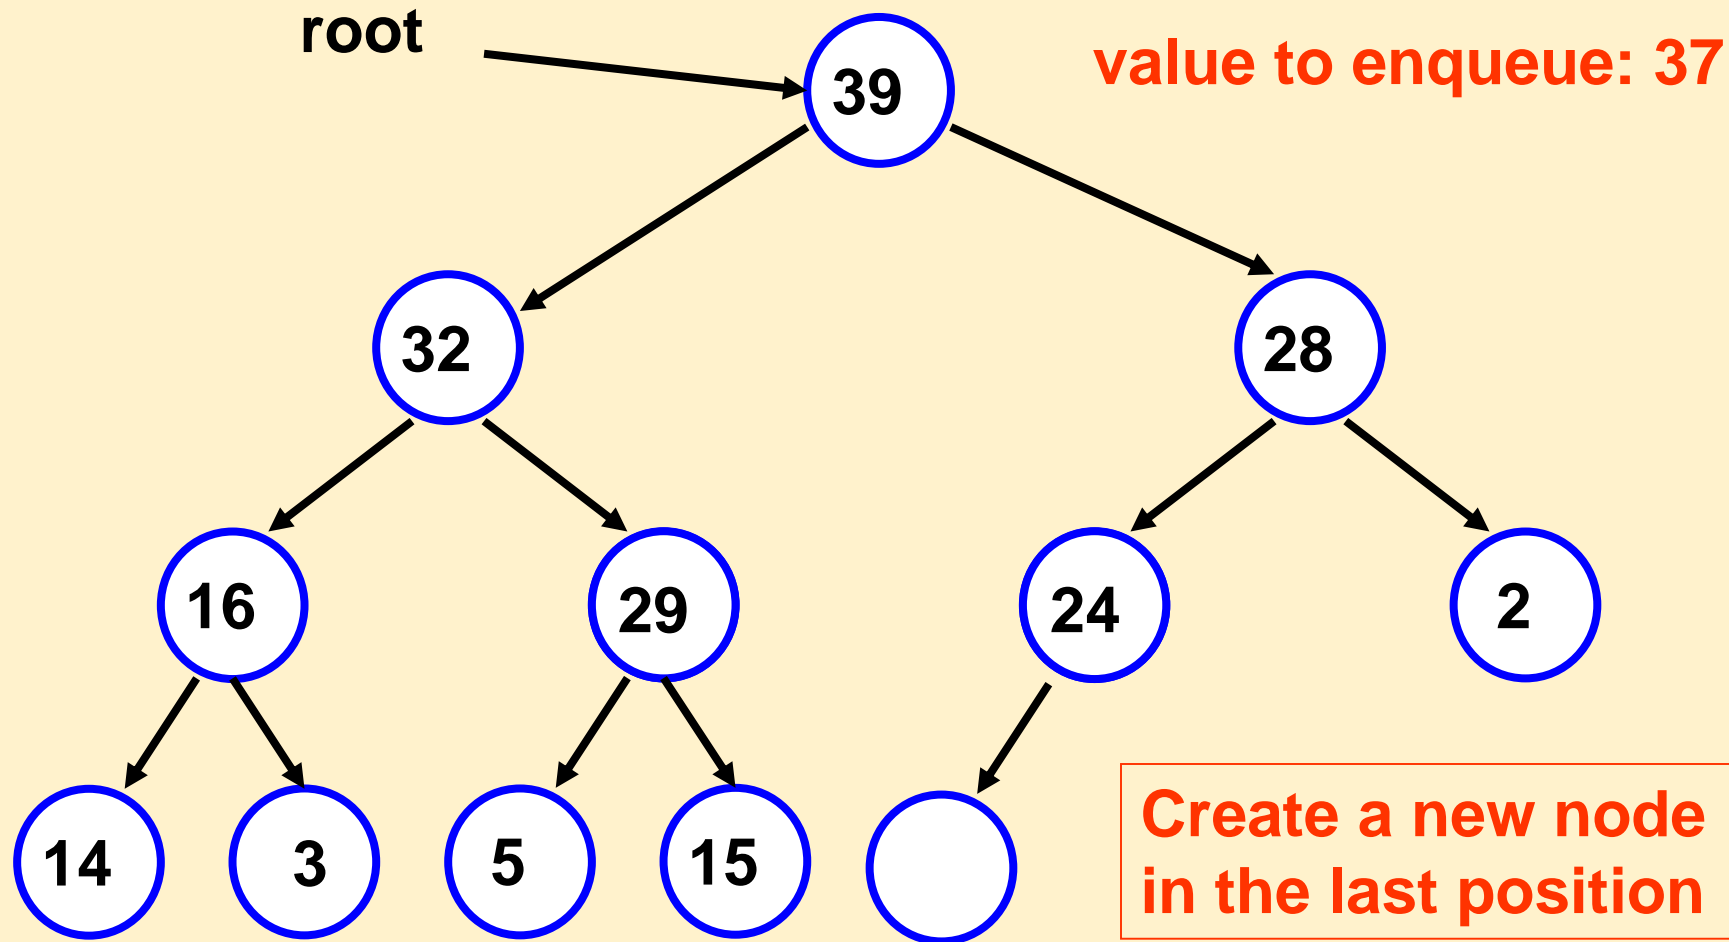 root
value to enqueue: 37
39
32
28
16
29
24
2
14
3
5
15
Create a new node
in the last position